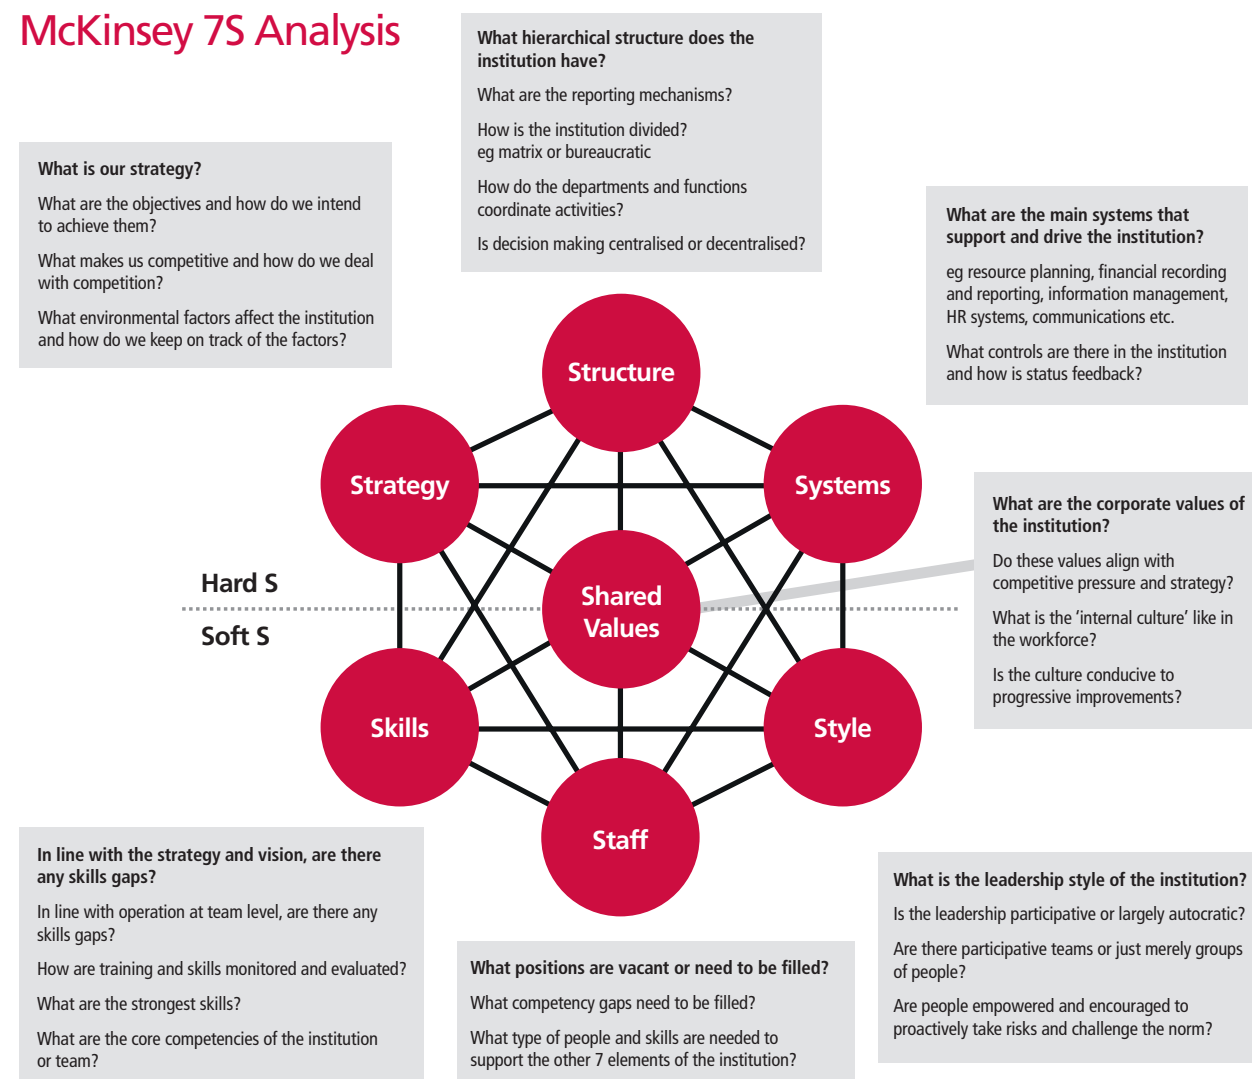 McKinsey 7S Analysis
What hierarchical structure does the
institution have?
What are the reporting mechanisms?
How is the institution divided?
eg matrix or bureaucratic
How do the departments and functions
coordinate activities?
Is decision making centralised or decentralised?
What is our strategy?
What are the objectives and how do we intend
to achieve them?
What makes us competitive and how do we deal
with competition?
What environmental factors affect the institution
and how do we keep on track of the factors?
What are the main systems that
support and drive the institution?
eg resource planning, financial recording
and reporting, information management,
HR systems, communications etc.
What controls are there in the institution
and how is status feedback?
Structure
Strategy
Systems
What are the corporate values of
the institution?
Do these values align with
competitive pressure and strategy?
What is the ‘internal culture’ like in
the workforce?
Is the culture conducive to
progressive improvements?
Hard S
Soft S
Shared
Values
Skills
Style
Staff
In line with the strategy and vision, are there
any skills gaps?
In line with operation at team level, are there any
skills gaps?
How are training and skills monitored and evaluated?
What are the strongest skills?
What are the core competencies of the institution
or team?
What positions are vacant or need to be filled?
What competency gaps need to be filled?
What type of people and skills are needed to
support the other 7 elements of the institution?
What is the leadership style of the institution?
Is the leadership participative or largely autocratic?
Are there participative teams or just merely groups
of people?
Are people empowered and encouraged to
proactively take risks and challenge the norm?